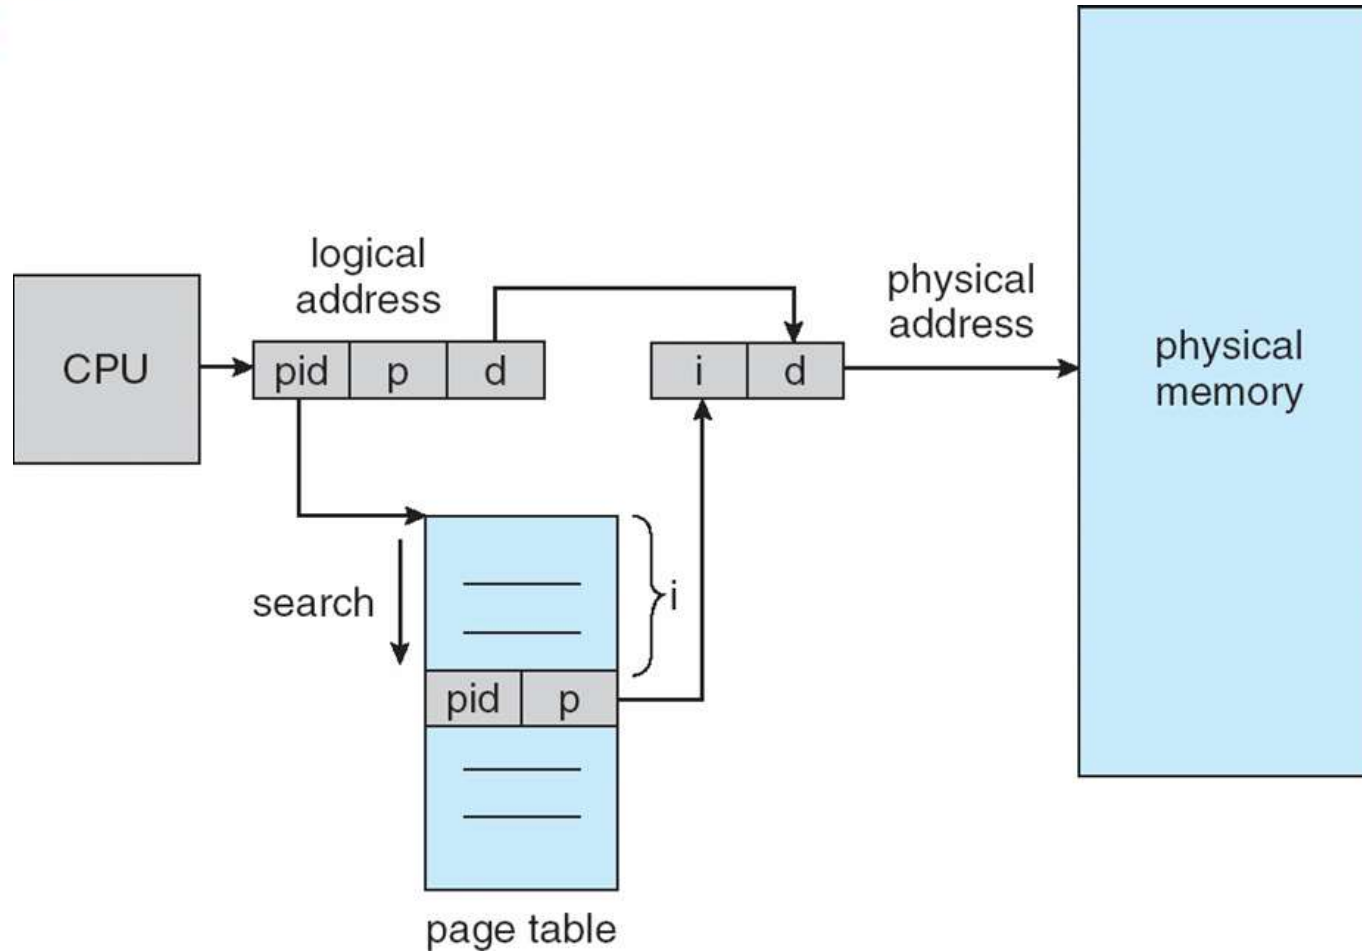 logical
address
physical
address
CPU
pid p d
i d
physical
memory
search
i
pid p
page table